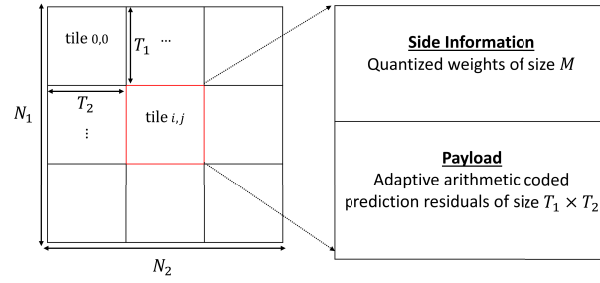 tile 0,0
T₁
...
N₁
T₂
⋮
tile i,j
N₂
Side Information
Quantized weights of size M
Payload
Adaptive arithmetic coded
prediction residuals of size T₁ × T₂